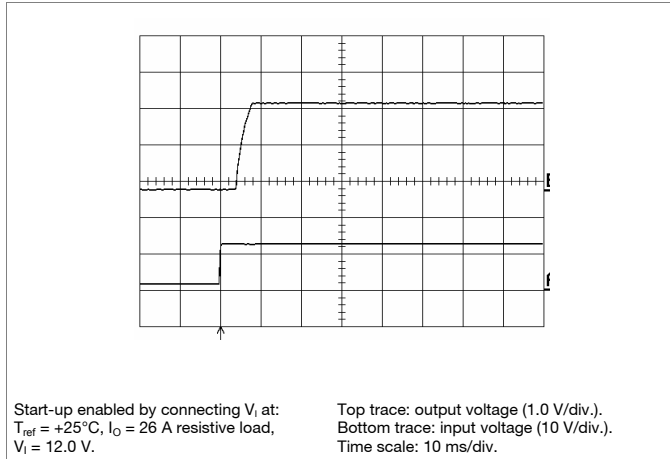 Start-up enabled by connecting VI at:
Tref = +25°C, IO = 26 A resistive load,
VI = 12.0 V.
Top trace: output voltage (1.0 V/div.).
Bottom trace: input voltage (10 V/div.).
Time scale: 10 ms/div.